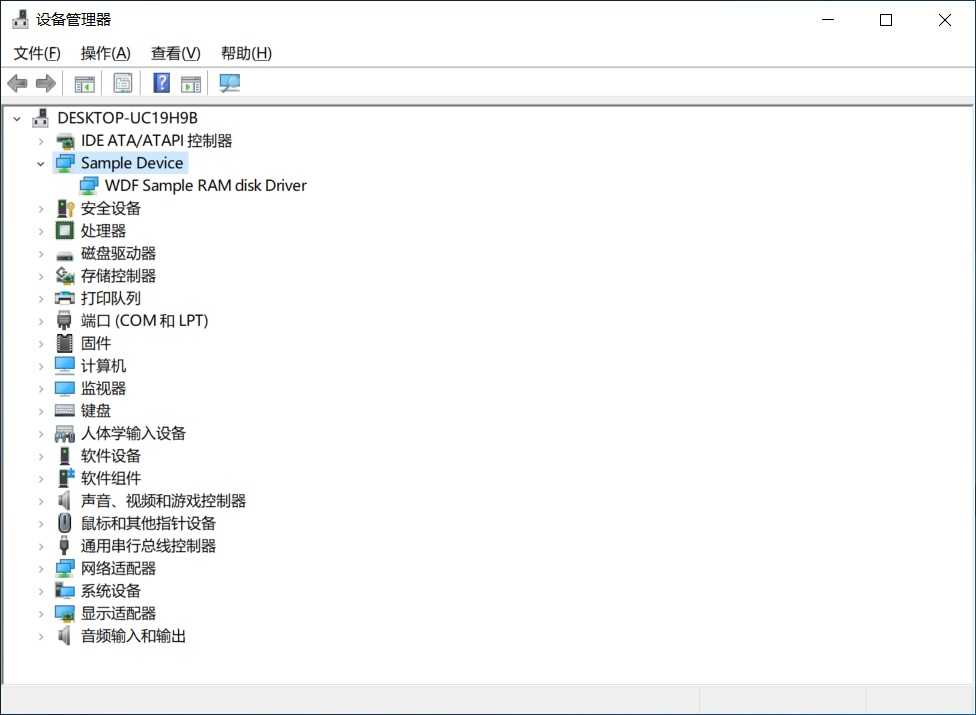 设备管理器
文件(F) 操作(A) 查看(V) 帮助(H)
?
DESKTOP-UC19H9B
IDE ATA/ATAPI 控制器
Sample Device
WDF Sample RAM disk Driver
安全设备
处理器
磁盘驱动器
存储控制器
打印队列
端口 (COM 和 LPT)
固件
计算机
监视器
键盘
人体学输入设备
软件设备
软件组件
声音、视频和游戏控制器
鼠标和其他指针设备
通用串行总线控制器
网络适配器
系统设备
显示适配器
音频输入和输出